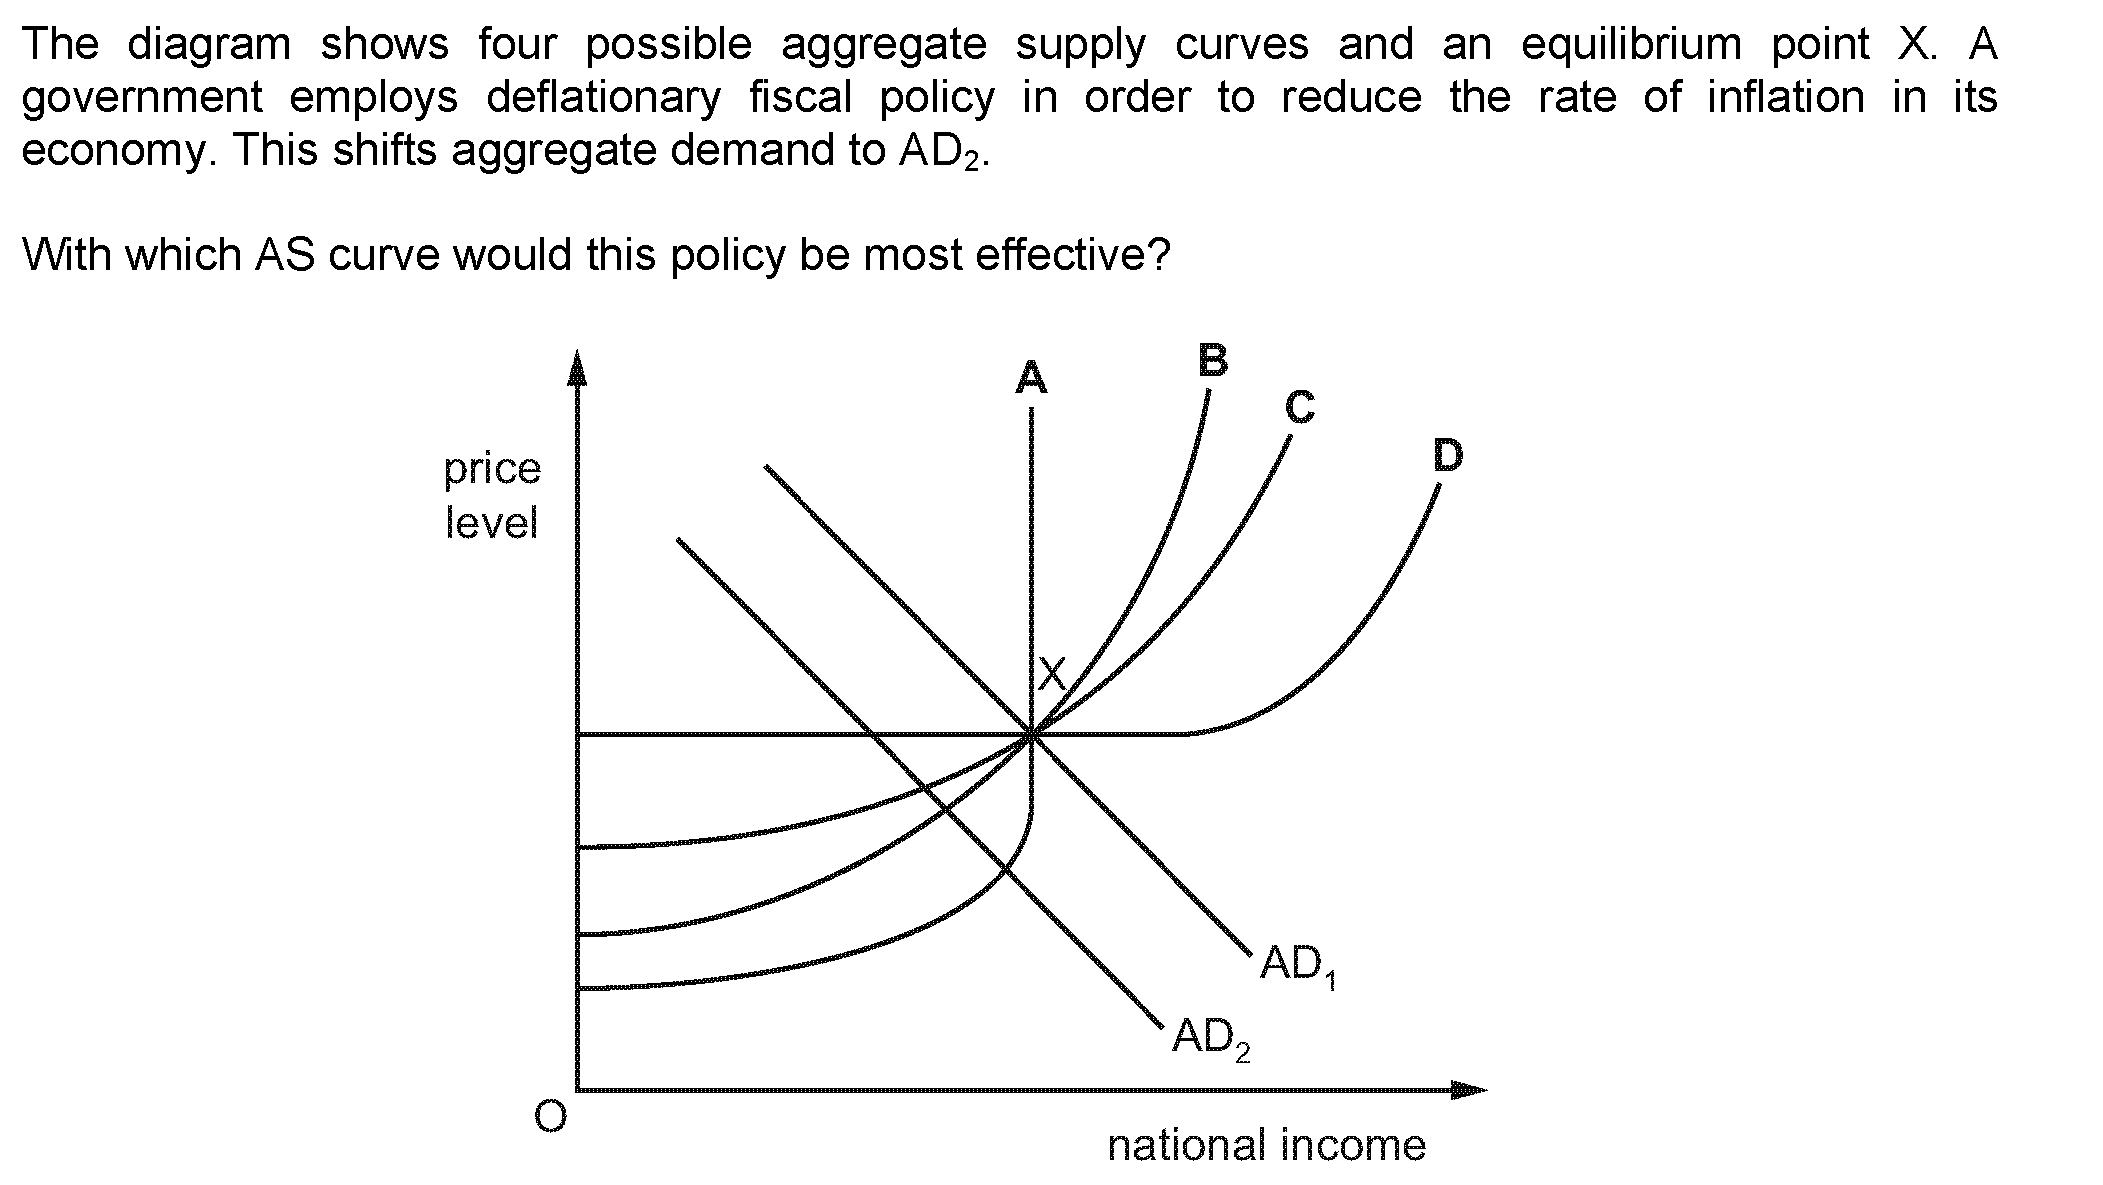 The diagram shows four possible aggregate supply curves and an equilibrium point X. A
government employs deflationary fiscal policy in order to reduce the rate of inflation in its
economy. This shifts aggregate demand to AD₂.
With which AS curve would this policy be most effective?
B
A
C
D
price
level
X
AD₁
AD₂
O
national income